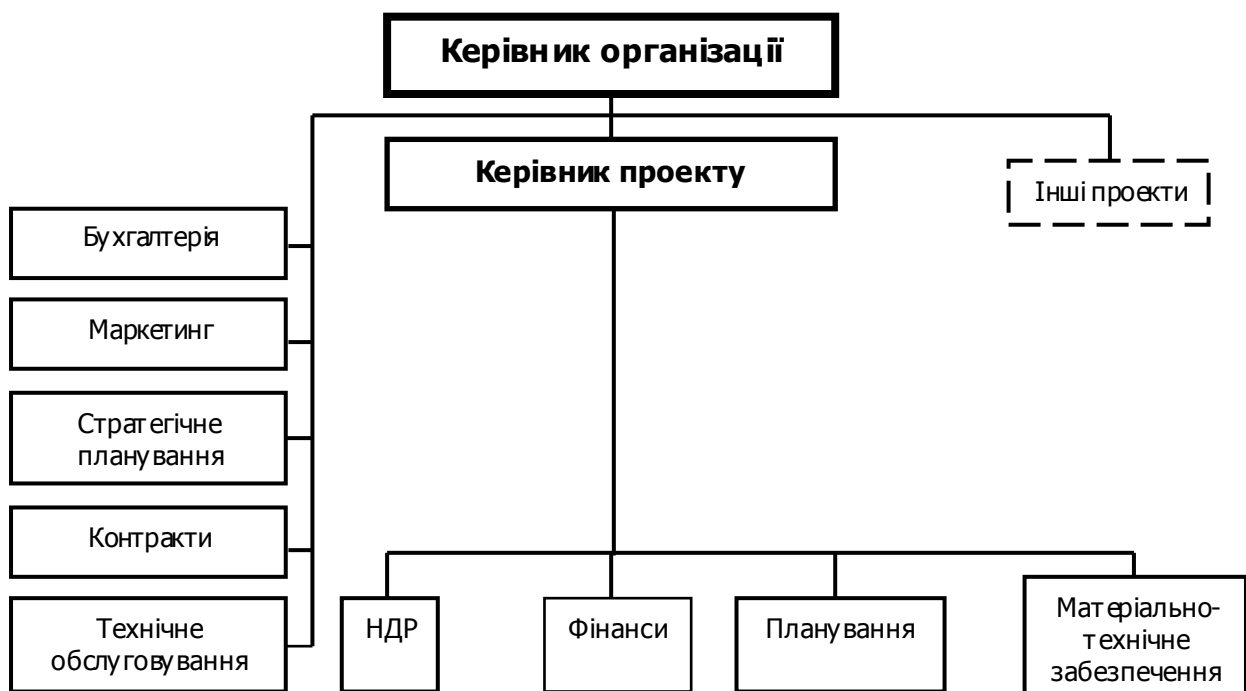 Керівник організації
Керівник проекту
Інші проекти
Бухгалтерія
Маркетинг
Стратегічне
планування
Контракти
Технічне
обслуговування
НДР
Фінанси
Планування
Матеріально-
технічне
забезпечення